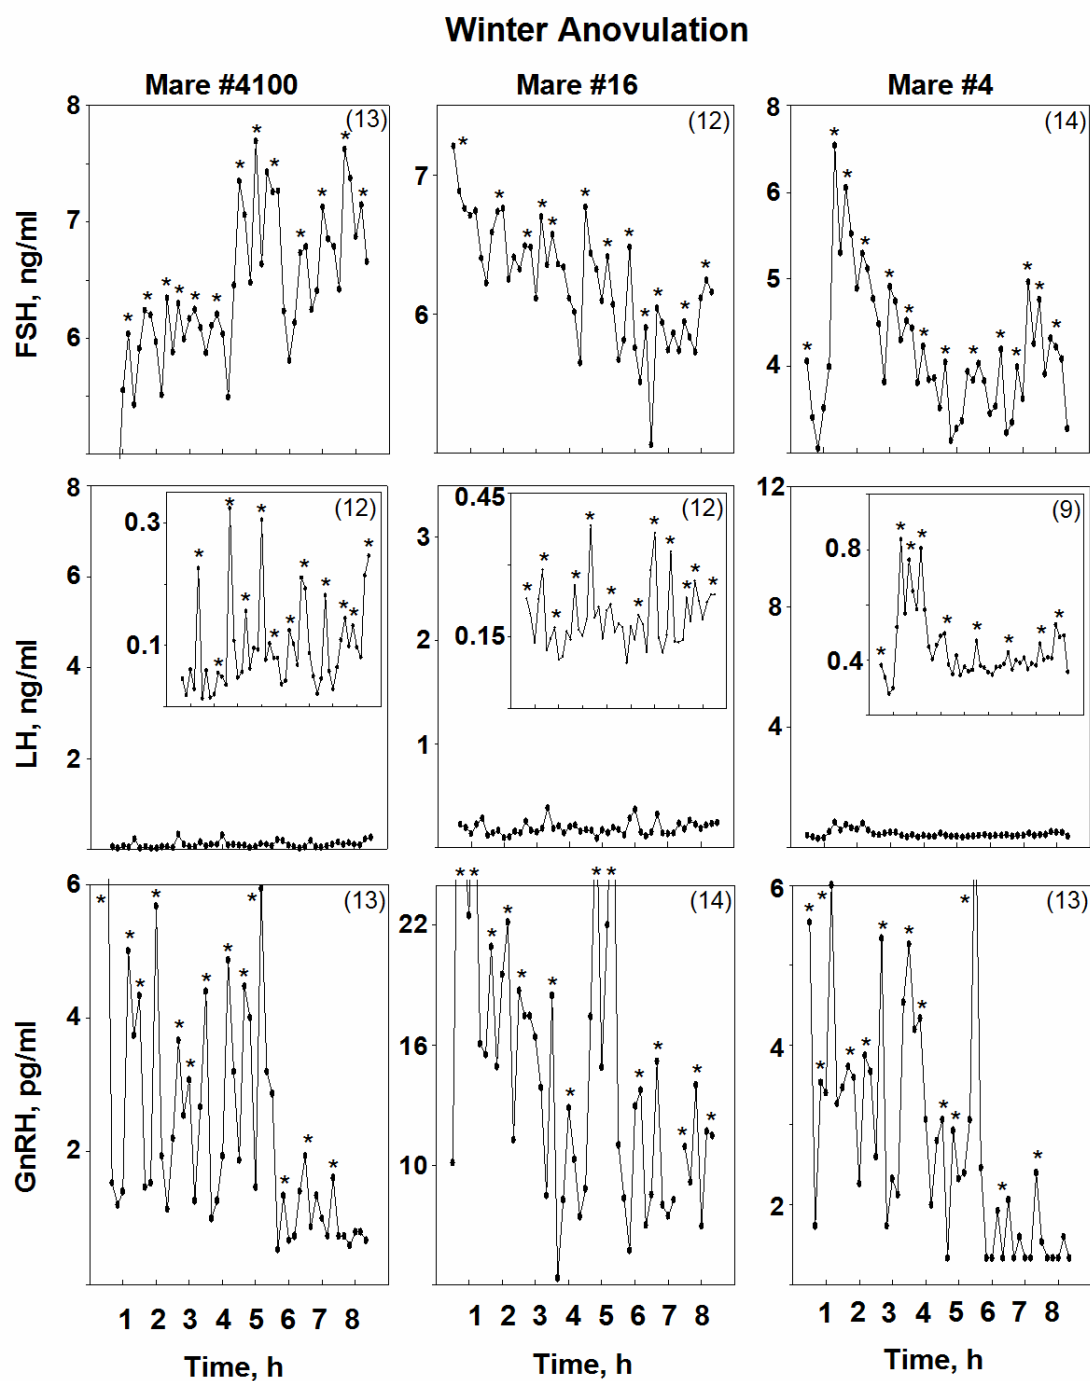 Winter Anovulation
Mare #4100 Mare #16 Mare #4
FSH, ng/ml
8
7
6
(13)
* * * * * * * * * * * * * * *
7
6
(12)
* * * * * * * * * * * * *
8
6
5
4
(14)
* * * * * * * * * * * * * * *
LH, ng/ml
8
6
4
2
0.3
0.1
(12)
* * * * * * * * * * * *
3
2
1
0.45
0.15
(12)
* * * * * * * * * * * *
12
8
4
0.8
0.4
(9)
* * * * * * * * *
GnRH, pg/ml
6
4
2
(13)
* * * * * * * * * * * * *
22
16
10
(14)
* * * * * * * * * * * * * *
6
4
2
(13)
* * * * * * * * * * * * *
1 2 3 4 5 6 7 8
1 2 3 4 5 6 7 8
1 2 3 4 5 6 7 8
Time, h Time, h Time, h